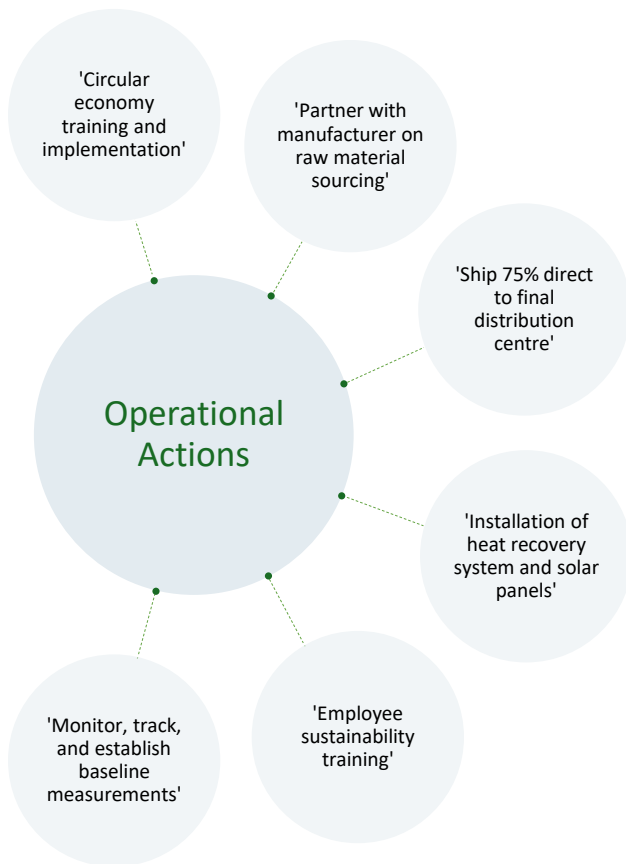 'Circular
economy
training and
implementation'
'Partner with
manufacturer on
raw material
sourcing'
'Ship 75% direct
to final
distribution
centre'
Operational
Actions
'Installation of
heat recovery
system and solar
panels'
'Employee
sustainability
training'
'Monitor, track,
and establish
baseline
measurements'